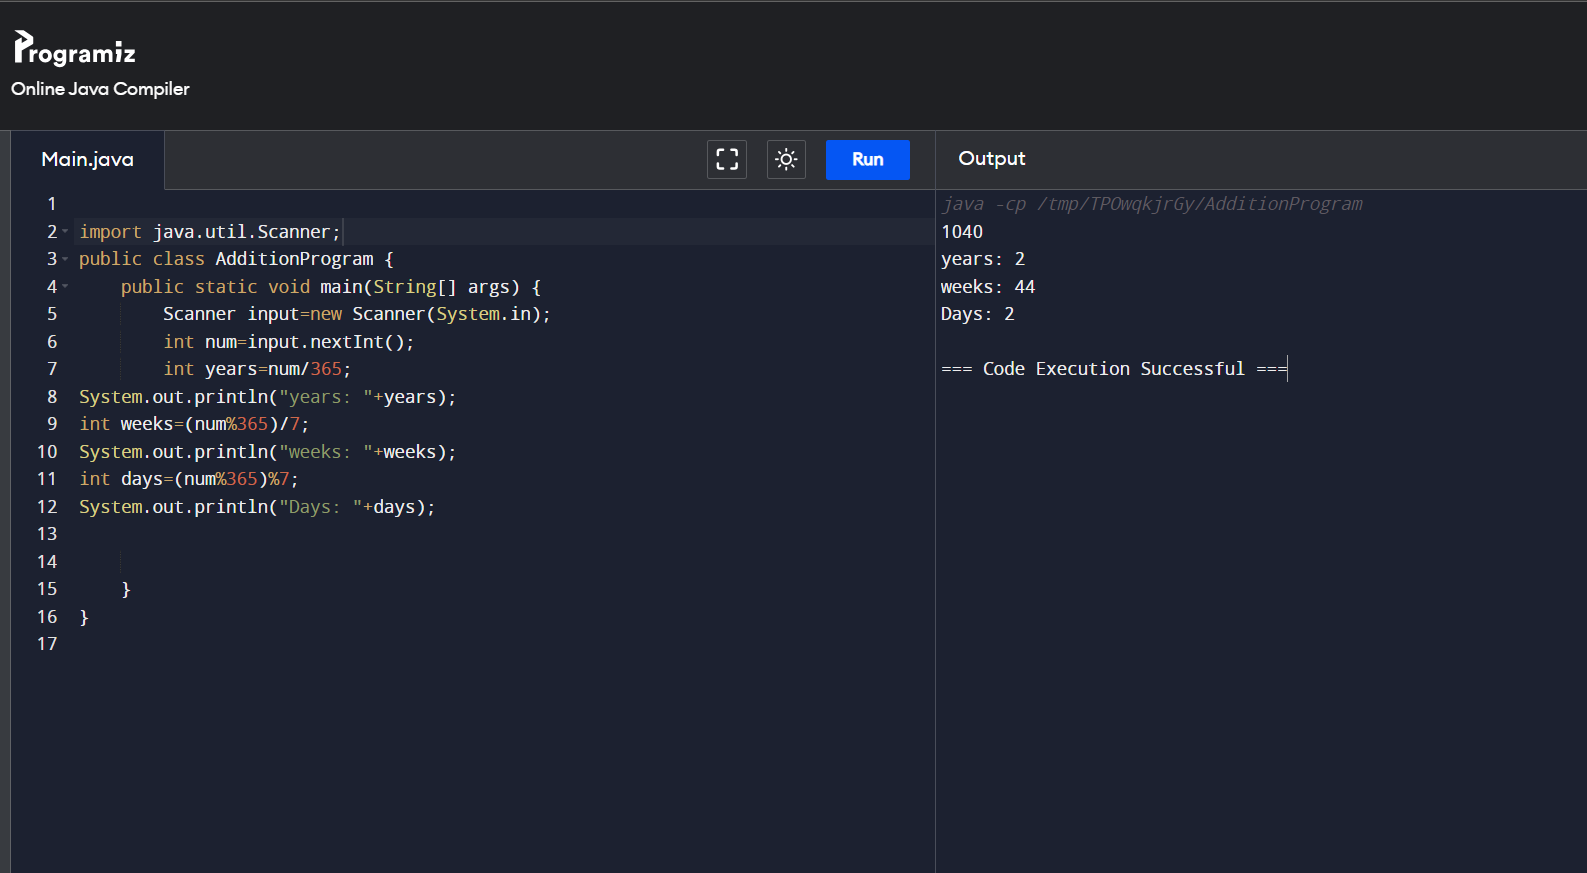 Programiz
Online Java Compiler
Main.java
Run
Output
1
2 import java.util.Scanner;
3 public class AdditionProgram {
4     public static void main(String[] args) {
5         Scanner input=new Scanner(System.in);
6         int num=input.nextInt();
7         int years=num/365;
8 System.out.println("years: "+years);
9 int weeks=(num%365)/7;
10 System.out.println("weeks: "+weeks);
11 int days=(num%365)%7;
12 System.out.println("Days: "+days);
13
14
15     }
16 }
17
java -cp /tmp/TPOwqkjrGy/AdditionProgram
1040
years: 2
weeks: 44
Days: 2
=== Code Execution Successful ===